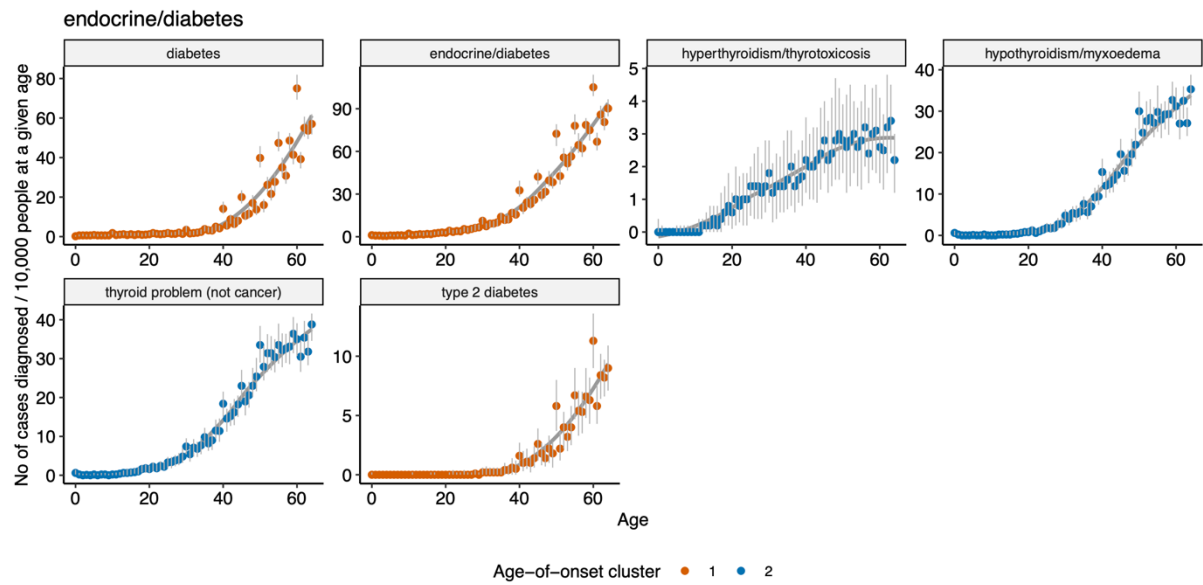 endocrine/diabetes
diabetes
endocrine/diabetes
hyperthyroidism/thyrotoxicosis
hypothyroidism/myxoedema
No of cases diagnosed / 10,000 people at a given age
80
60
40
20
0
0 20 40 60
90
60
30
0
0 20 40 60
5
4
3
2
1
0
0 20 40 60
40
30
20
10
0
0 20 40 60
thyroid problem (not cancer)
type 2 diabetes
40
30
20
10
0
0 20 40 60
10
5
0
0 20 40 60
Age
Age−of−onset cluster 1 2